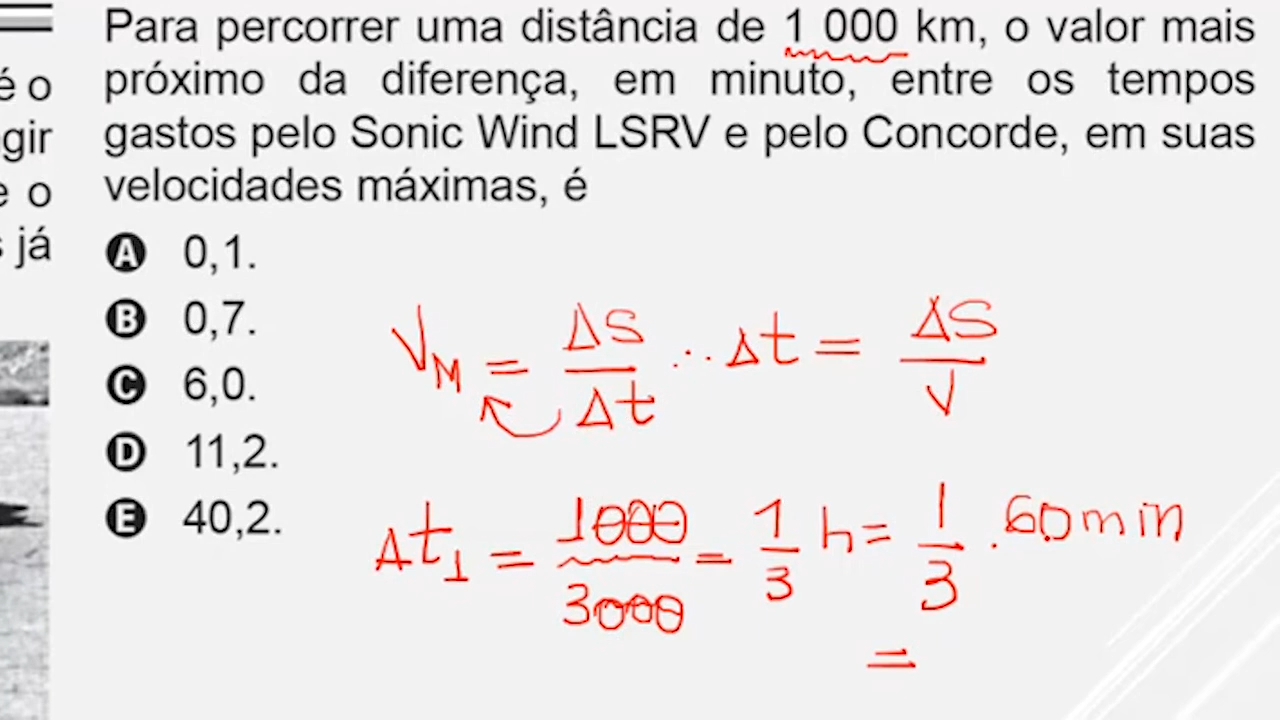 Para percorrer uma distância de 1 000 km, o valor mais
próximo da diferença, em minuto, entre os tempos
gastos pelo Sonic Wind LSRV e pelo Concorde, em suas
velocidades máximas, é
é o
gir
e o
já
A 0,1.
B 0,7.
C 6,0.
D 11,2.
E 40,2.
V_M = ΔS/Δt ∴ Δt = ΔS/V
Δt_1 = 1000/3000 = 1/3 h = 1/3 . 60min
=